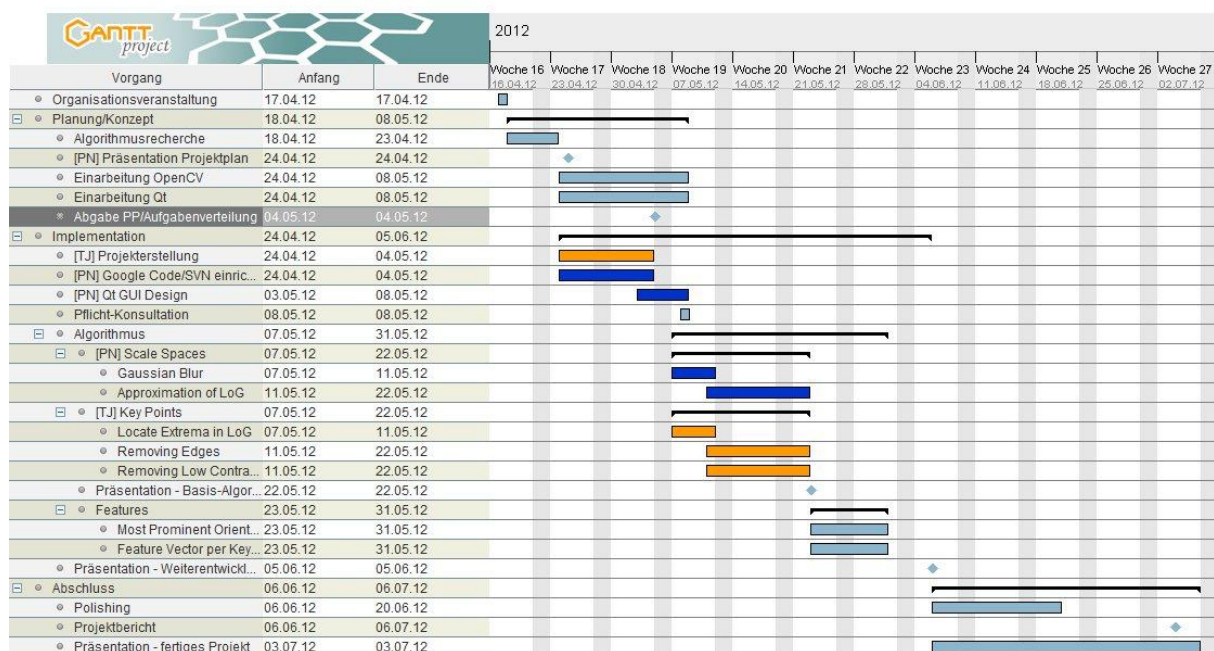 GANTT project
2012
Woche 16 Woche 17 Woche 18 Woche 19 Woche 20 Woche 21 Woche 22 Woche 23 Woche 24 Woche 25 Woche 26 Woche 27
Vorgang Anfang Ende
16.04.12 23.04.12 30.04.12 07.05.12 14.05.12 21.05.12 28.05.12 04.06.12 11.06.12 18.06.12 25.06.12 02.07.12
Organisationsveranstaltung 17.04.12 17.04.12
Planung/Konzept 18.04.12 08.05.12
Algorithmusrecherche 18.04.12 23.04.12
[PN] Präsentation Projektplan 24.04.12 24.04.12
Einarbeitung OpenCV 24.04.12 08.05.12
Einarbeitung Qt 24.04.12 08.05.12
Abgabe PP/Aufgabenverteilung 04.05.12 04.05.12
Implementation 24.04.12 05.06.12
[TJ] Projekterstellung 24.04.12 04.05.12
[PN] Google Code/SVN einric... 24.04.12 04.05.12
[PN] Qt GUI Design 03.05.12 08.05.12
Pflicht-Konsultation 08.05.12 08.05.12
Algorithmus 07.05.12 31.05.12
[PN] Scale Spaces 07.05.12 22.05.12
Gaussian Blur 07.05.12 11.05.12
Approximation of LoG 11.05.12 22.05.12
[TJ] Key Points 07.05.12 22.05.12
Locate Extrema in LoG 07.05.12 11.05.12
Removing Edges 11.05.12 22.05.12
Removing Low Contra... 11.05.12 22.05.12
Präsentation - Basis-Algor... 22.05.12 22.05.12
Features 23.05.12 31.05.12
Most Prominent Orient... 23.05.12 31.05.12
Feature Vector per Key... 23.05.12 31.05.12
Präsentation - Weiterentwickl... 05.06.12 05.06.12
Abschluss 06.06.12 06.07.12
Polishing 06.06.12 20.06.12
Projektbericht 06.06.12 06.07.12
Präsentation - fertiges Projekt 03.07.12 03.07.12